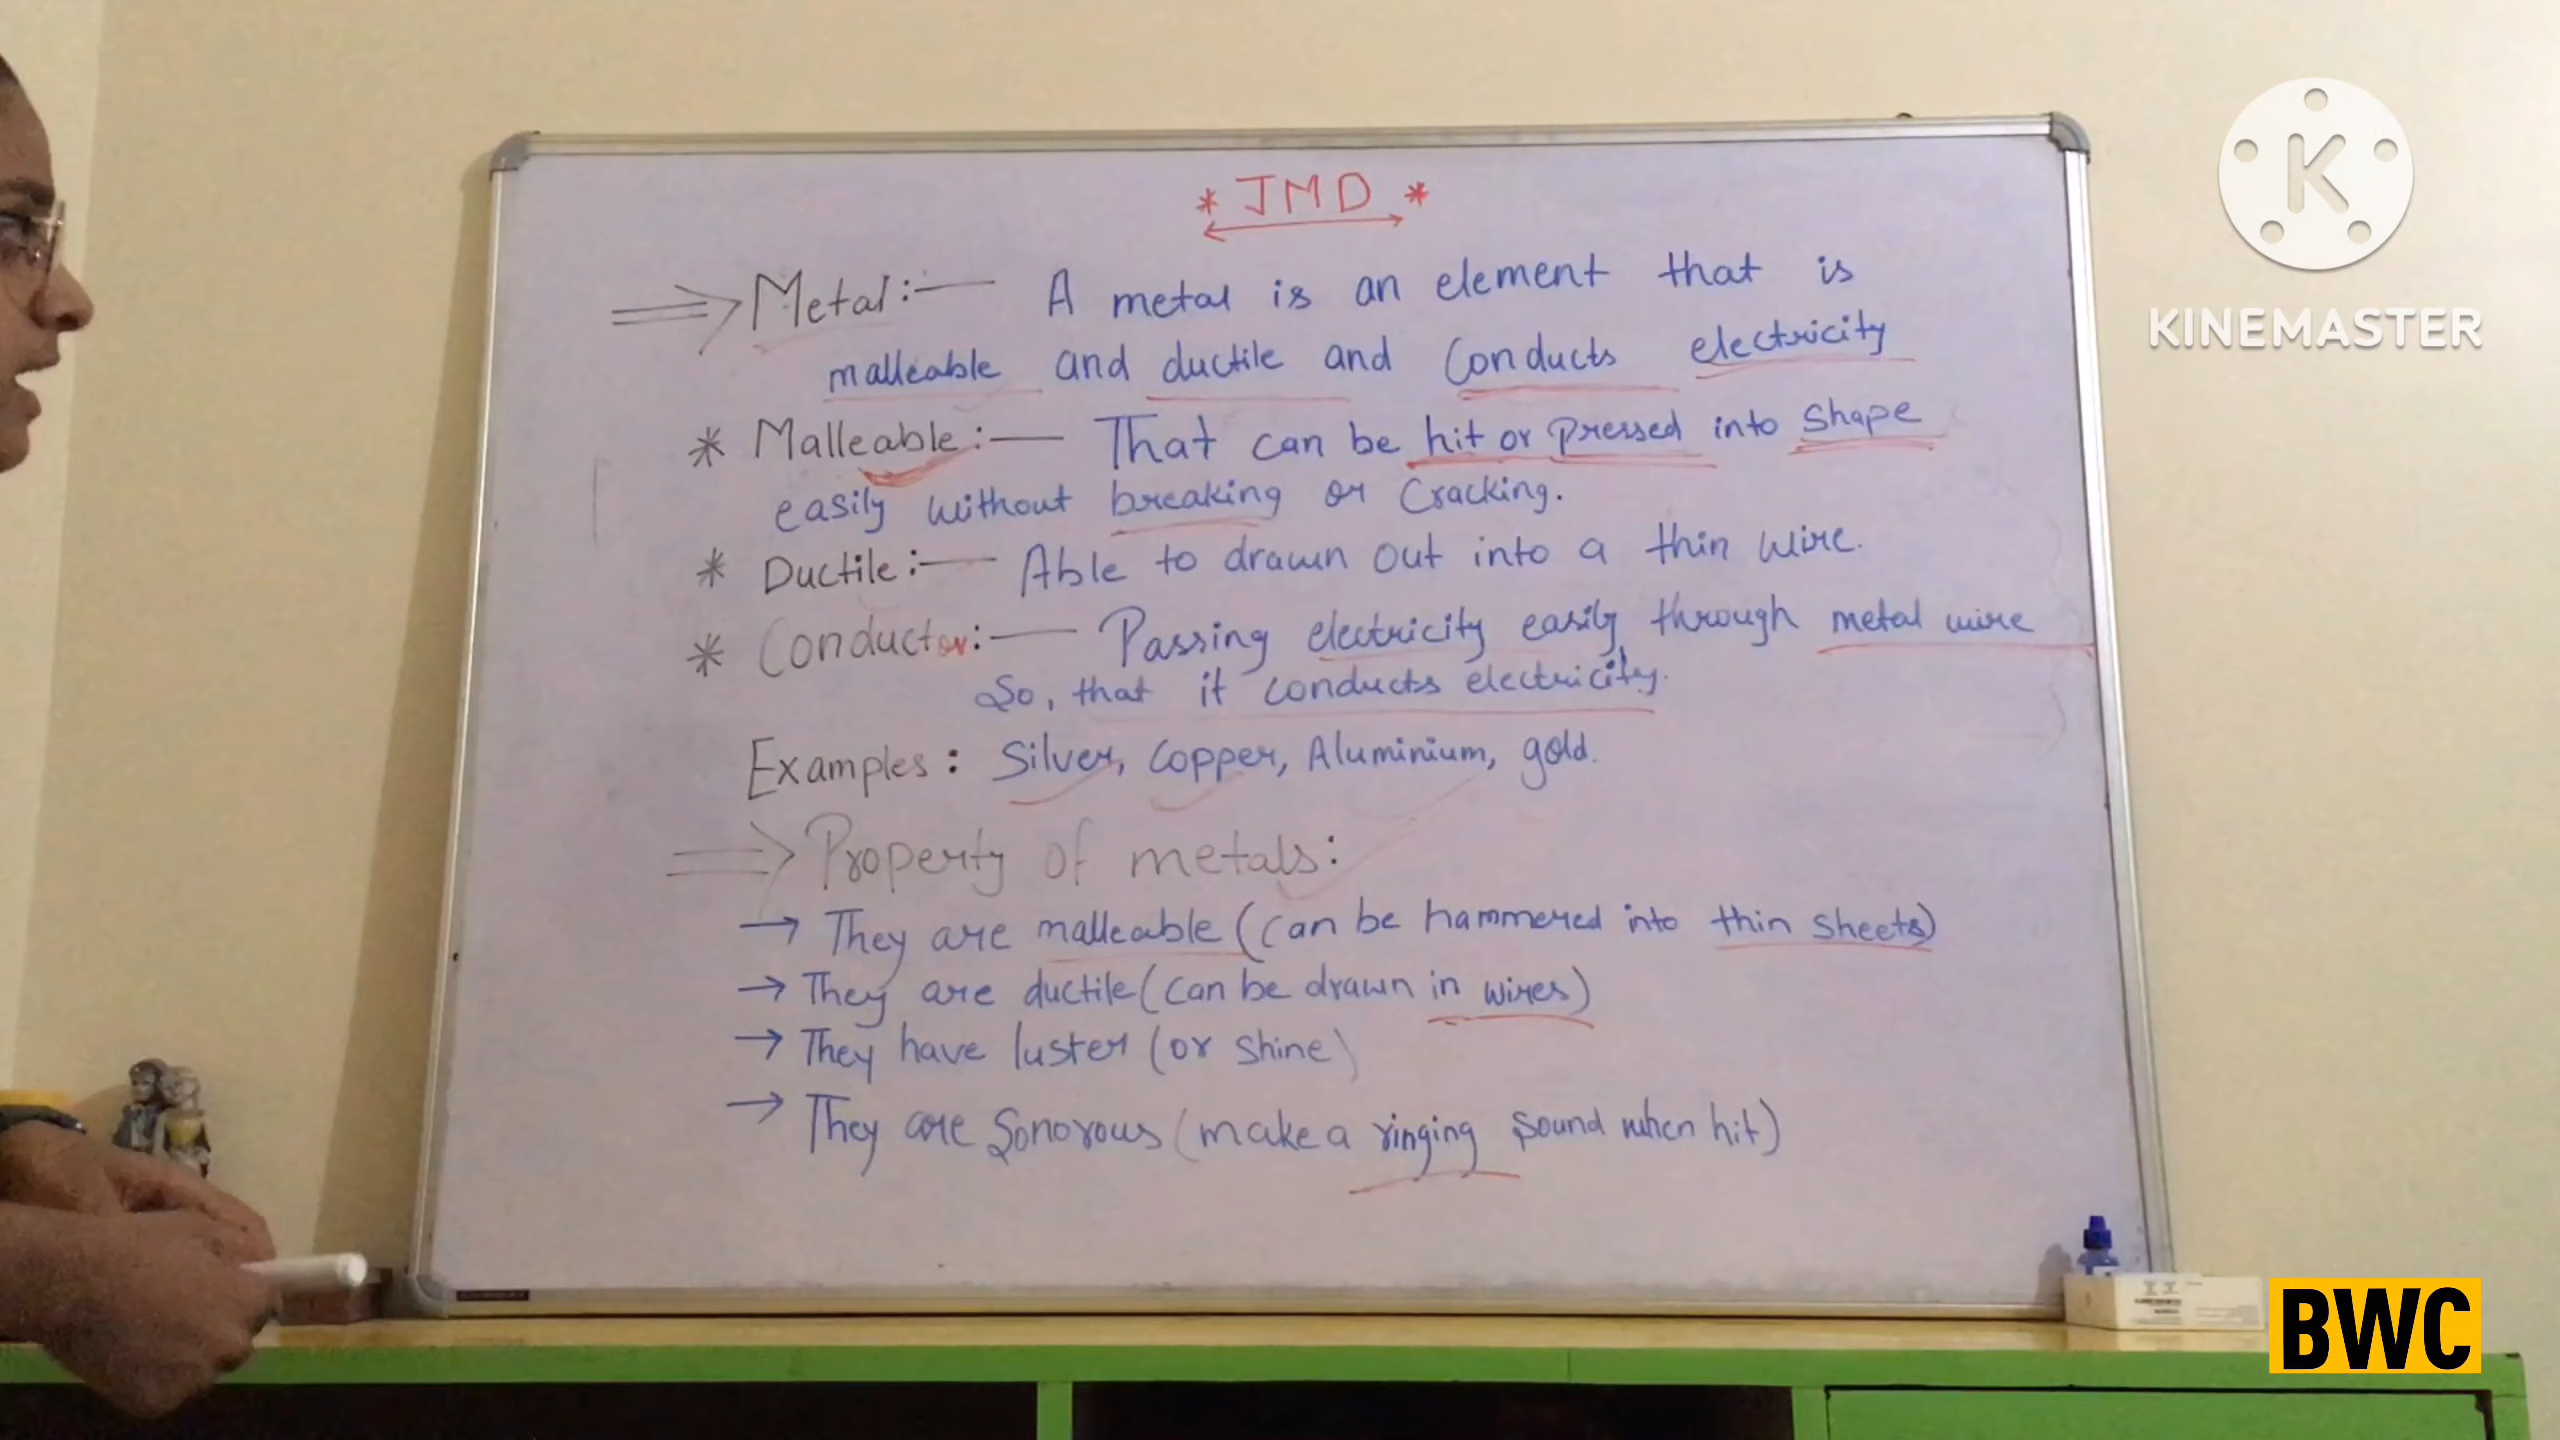 * JMD *
⇒ Metal:— A metal is an element that is
malleable and ductile and Conducts electricity
* Malleable:— That can be hit or Pressed into Shape
easily without breaking or Cracking.
* Ductile:— Able to drawn out into a thin wire.
* Conductor:— Passing electricity easily through metal wire
So, that it conducts electricity.
Examples: Silver, Copper, Aluminium, gold.
⇒ Property of metals:
→ They are malleable (can be hammered into thin sheets)
→ They are ductile (can be drawn in wires)
→ They have luster (or shine)
→ They are Sonorous (make a ringing sound when hit)
K
KINEMASTER
BWC